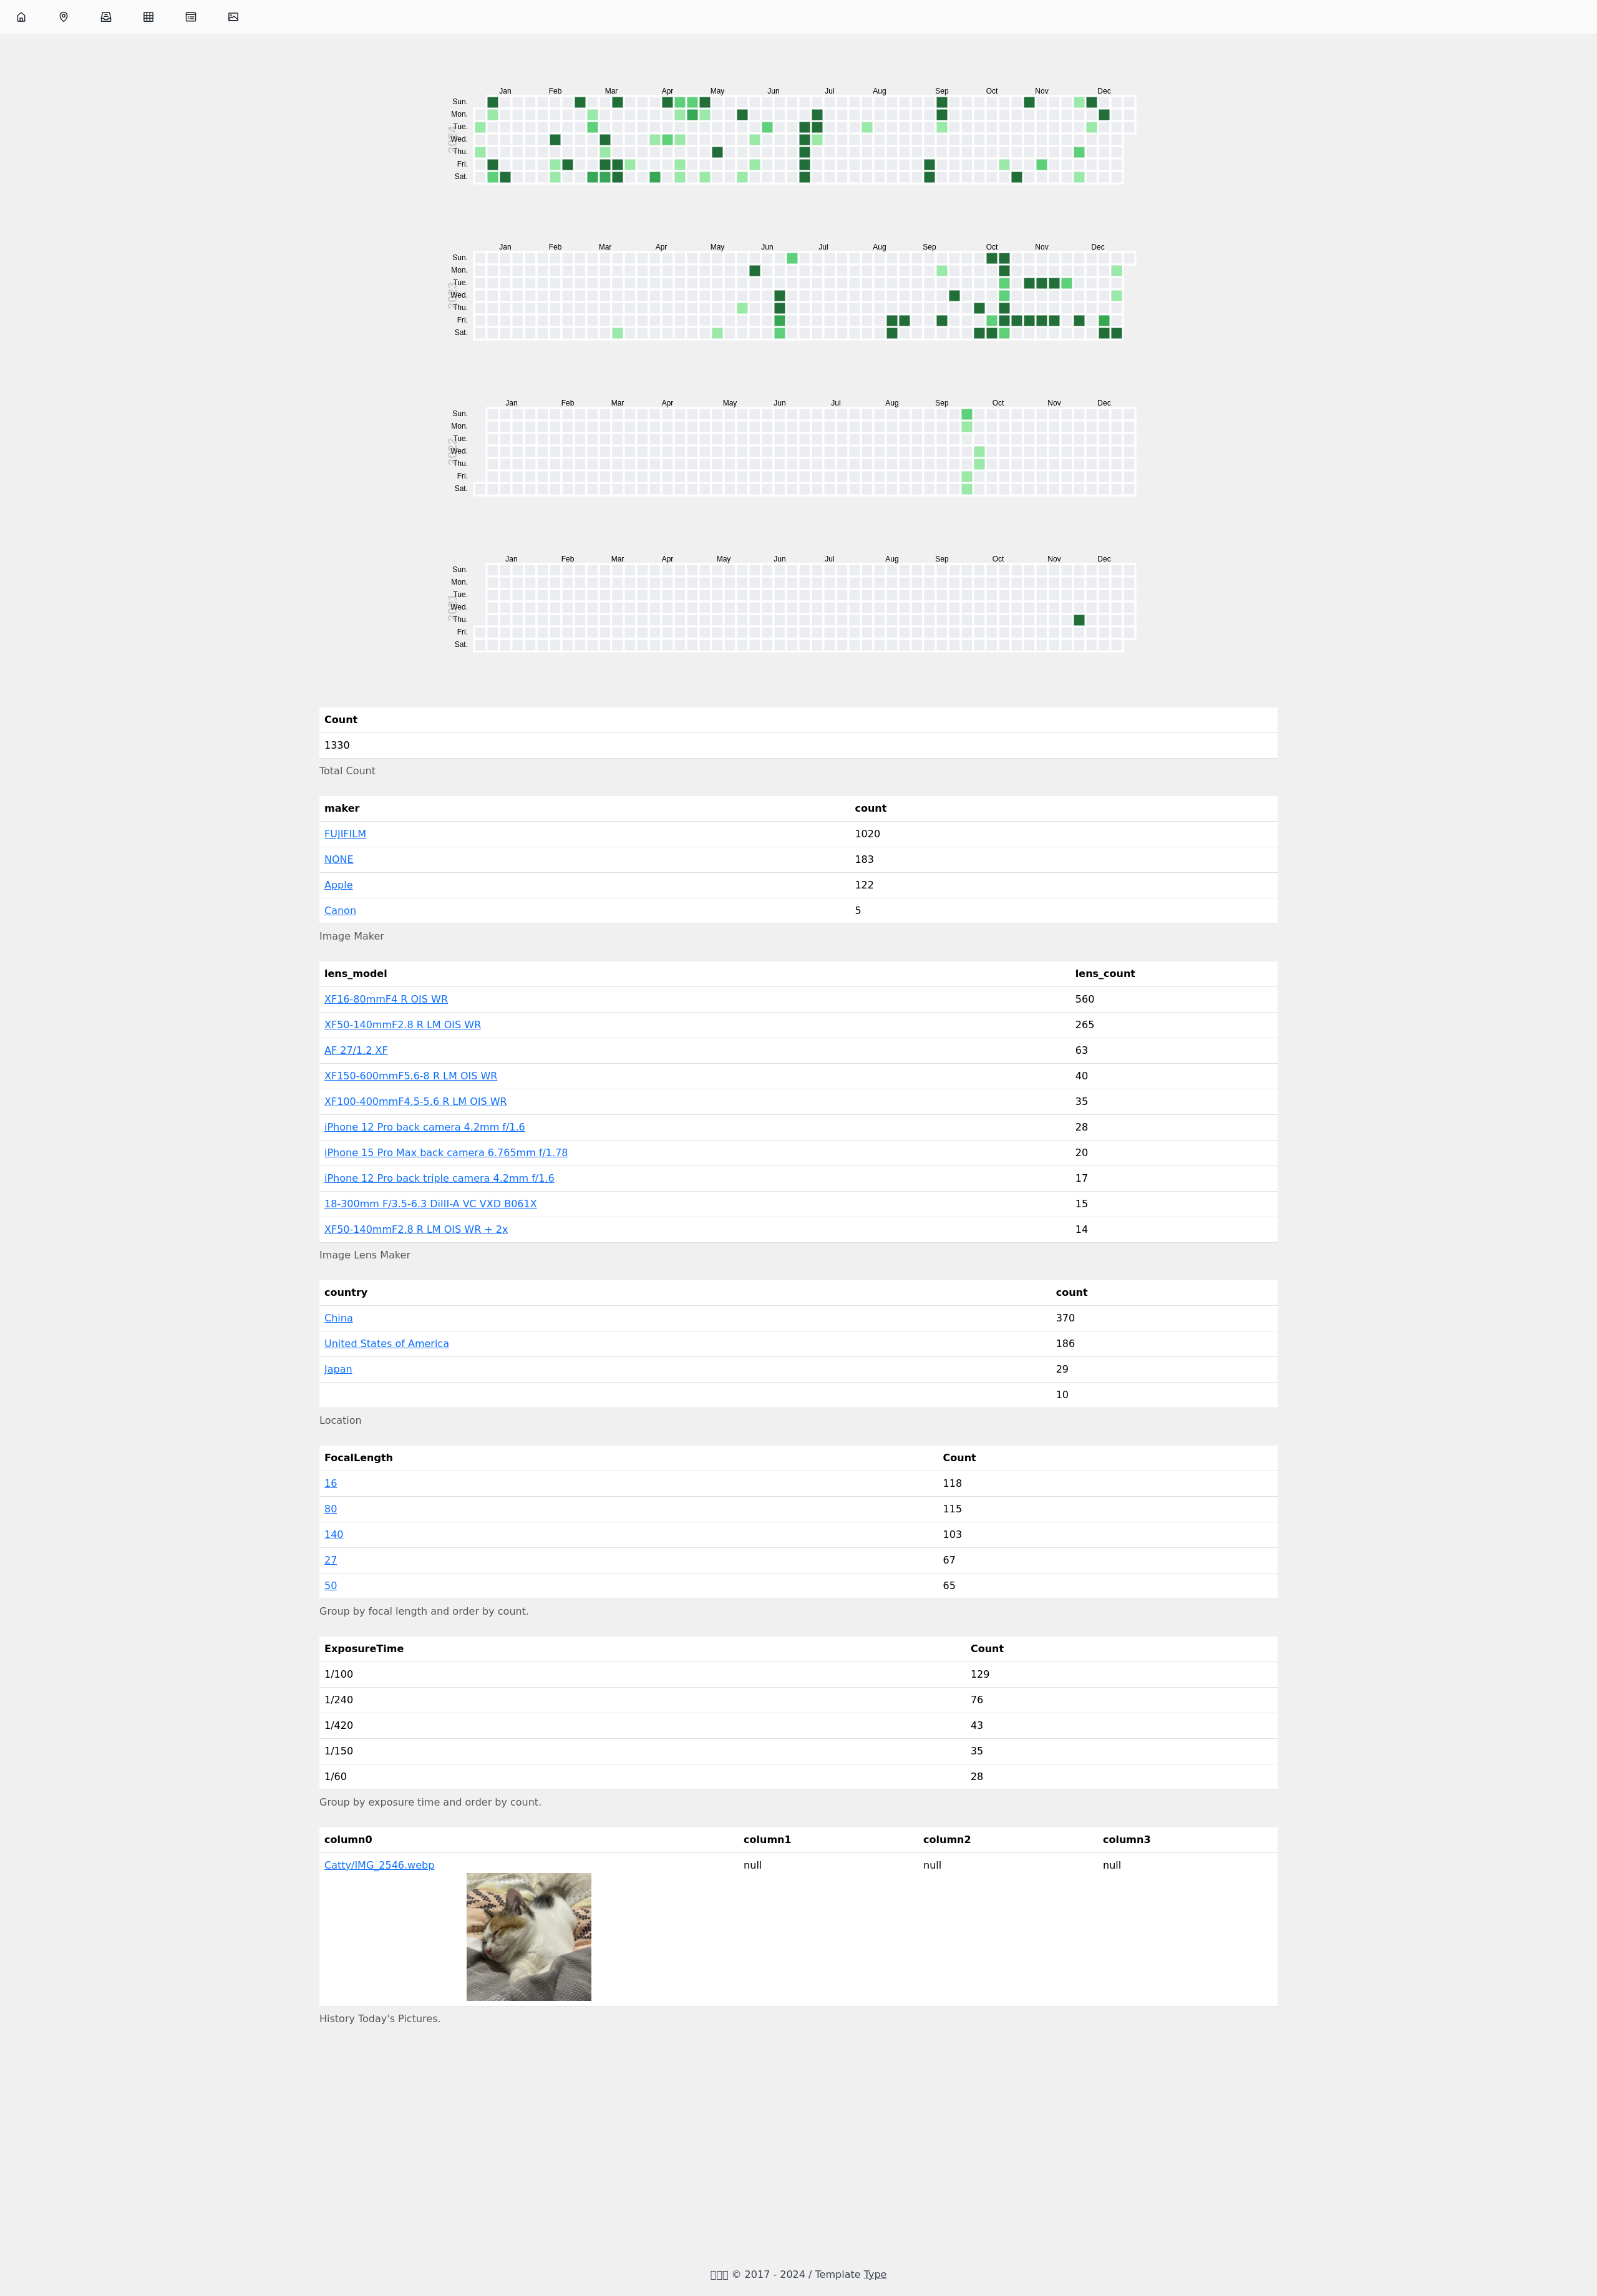 Jan Feb Mar Apr May Jun Jul Aug Sep Oct Nov Dec
Sun.
Mon.
Tue.
Wed.
Thu.
Fri.
Sat.
Jan Feb Mar Apr May Jun Jul Aug Sep Oct Nov Dec
Sun.
Mon.
Tue.
Wed.
Thu.
Fri.
Sat.
Jan Feb Mar Apr May Jun Jul Aug Sep Oct Nov Dec
Sun.
Mon.
Tue.
Wed.
Thu.
Fri.
Sat.
Jan Feb Mar Apr May Jun Jul Aug Sep Oct Nov Dec
Sun.
Mon.
Tue.
Wed.
Thu.
Fri.
Sat.
Count
1330
Total Count
maker count
FUJIFILM 1020
NONE 183
Apple 122
Canon 5
Image Maker
lens_model lens_count
XF16-80mmF4 R OIS WR 560
XF50-140mmF2.8 R LM OIS WR 265
AF 27/1.2 XF 63
XF150-600mmF5.6-8 R LM OIS WR 40
XF100-400mmF4.5-5.6 R LM OIS WR 35
iPhone 12 Pro back camera 4.2mm f/1.6 28
iPhone 15 Pro Max back camera 6.765mm f/1.78 20
iPhone 12 Pro back triple camera 4.2mm f/1.6 17
18-300mm F/3.5-6.3 DiIII-A VC VXD B061X 15
XF50-140mmF2.8 R LM OIS WR + 2x 14
Image Lens Maker
country count
China 370
United States of America 186
Japan 29
10
Location
FocalLength Count
16 118
80 115
140 103
27 67
50 65
Group by focal length and order by count.
ExposureTime Count
1/100 129
1/240 76
1/420 43
1/150 35
1/60 28
Group by exposure time and order by count.
column0 column1 column2 column3
Catty/IMG_2546.webp null null null
History Today's Pictures.
© 2017 - 2024 / Template Type